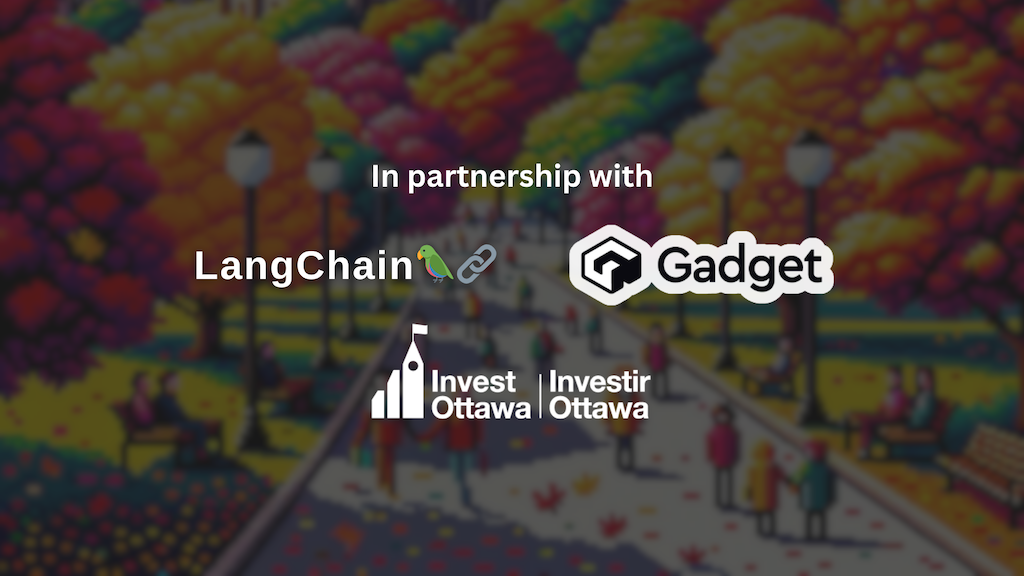 In partnership with
LangChain🦜🔗
Gadget
Invest Ottawa
Investir Ottawa